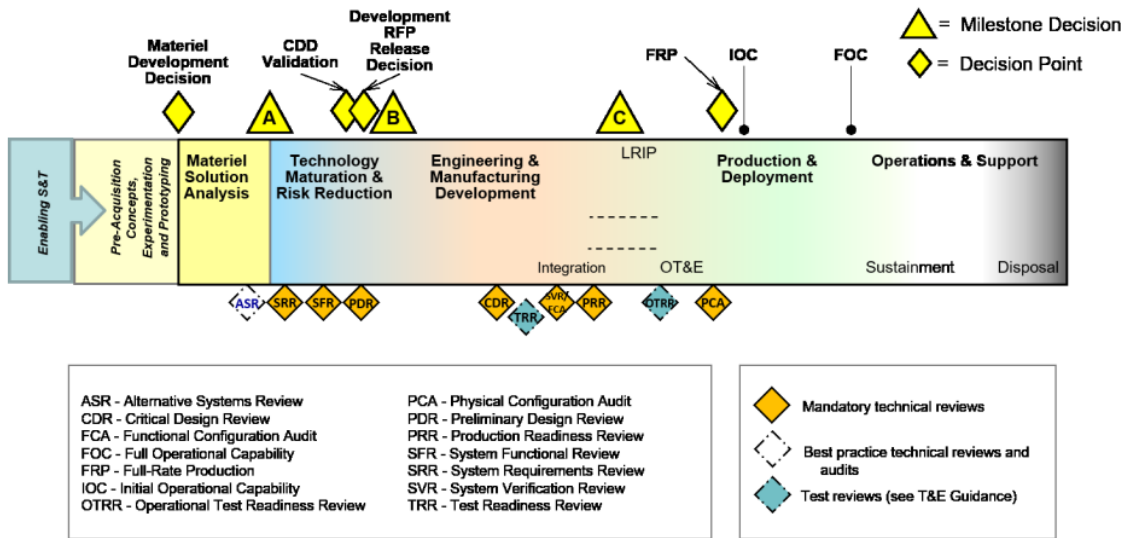 Materiel
Development
Decision
CDD
Validation
Development
RFP
Release
Decision
FRP
IOC
FOC
= Milestone Decision
= Decision Point
A
B
C
Enabling S&T
Pre-Acquisition
Concepts,
Experimentation
and Prototyping
Materiel
Solution
Analysis
Technology
Maturation &
Risk Reduction
Engineering &
Manufacturing
Development
LRIP
Production &
Deployment
Operations & Support
Integration
OT&E
Sustainment
Disposal
ASR
SRR
SFR
PDR
CDR
TRR
SVR/
FCA
PRR
OTRR
PCA
ASR - Alternative Systems Review
CDR - Critical Design Review
FCA - Functional Configuration Audit
FOC - Full Operational Capability
FRP - Full-Rate Production
IOC - Initial Operational Capability
OTRR - Operational Test Readiness Review
PCA - Physical Configuration Audit
PDR - Preliminary Design Review
PRR - Production Readiness Review
SFR - System Functional Review
SRR - System Requirements Review
SVR - System Verification Review
TRR - Test Readiness Review
Mandatory technical reviews
Best practice technical reviews and
audits
Test reviews (see T&E Guidance)